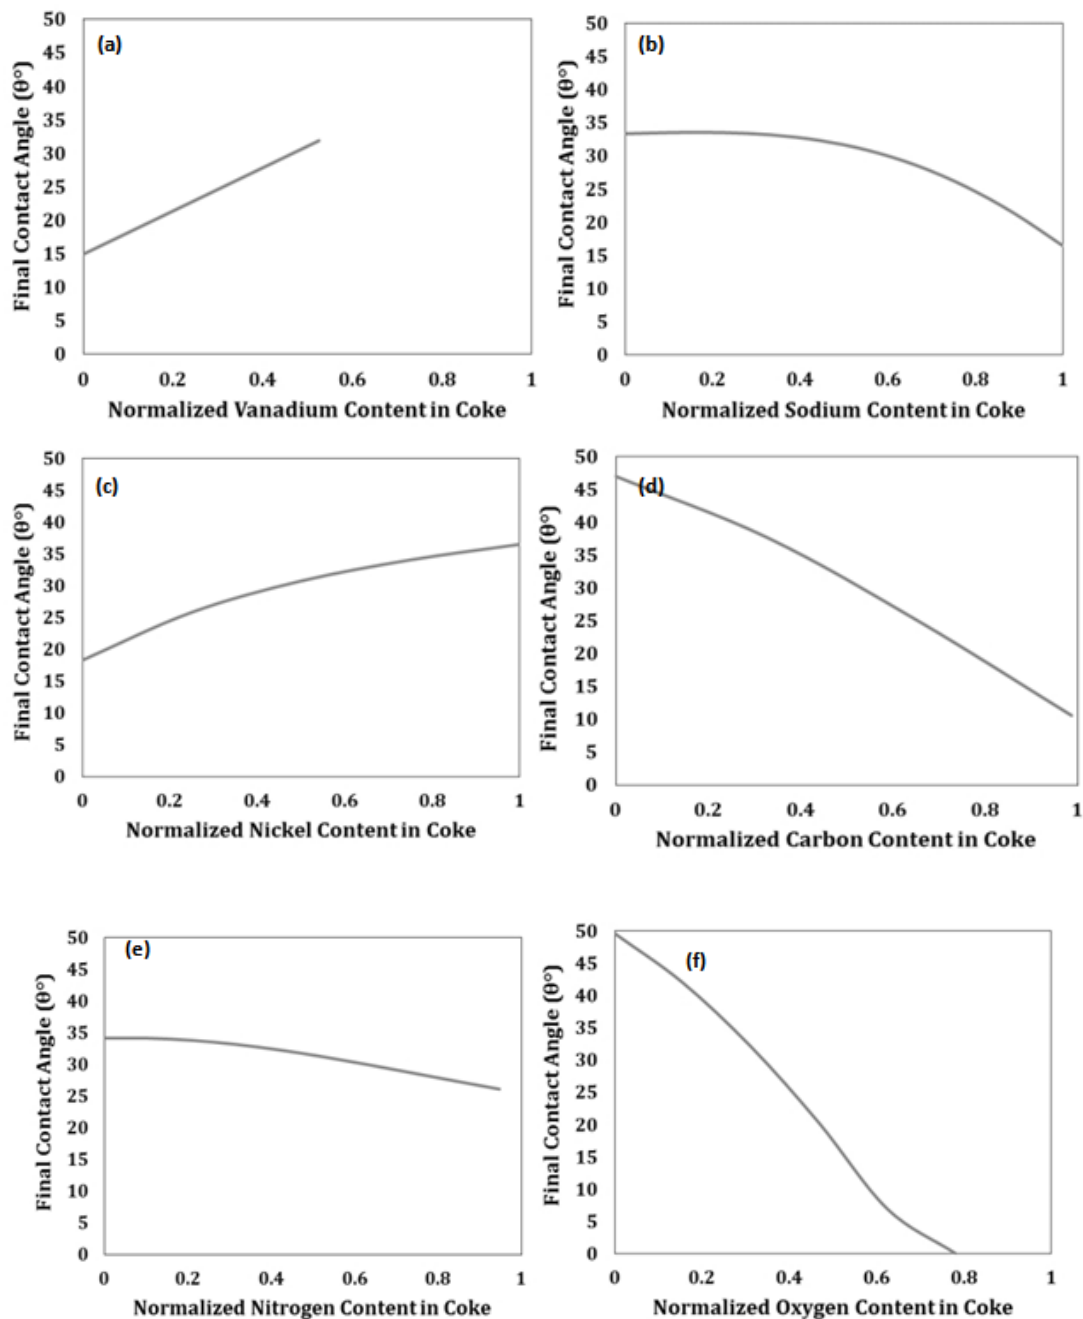 (a)
Final Contact Angle (θ°)
50
45
40
35
30
25
20
15
10
5
0
0 0.2 0.4 0.6 0.8 1
Normalized Vanadium Content in Coke
(b)
Final Contact Angle (θ°)
50
45
40
35
30
25
20
15
10
5
0
0 0.2 0.4 0.6 0.8 1
Normalized Sodium Content in Coke
(c)
Final Contact Angle (θ°)
50
45
40
35
30
25
20
15
10
5
0
0 0.2 0.4 0.6 0.8 1
Normalized Nickel Content in Coke
(d)
Final Contact Angle (θ°)
50
45
40
35
30
25
20
15
10
5
0
0 0.2 0.4 0.6 0.8 1
Normalized Carbon Content in Coke
(e)
Final Contact Angle (θ°)
50
45
40
35
30
25
20
15
10
5
0
0 0.2 0.4 0.6 0.8 1
Normalized Nitrogen Content in Coke
(f)
Final Contact Angle (θ°)
50
45
40
35
30
25
20
15
10
5
0
0 0.2 0.4 0.6 0.8 1
Normalized Oxygen Content in Coke